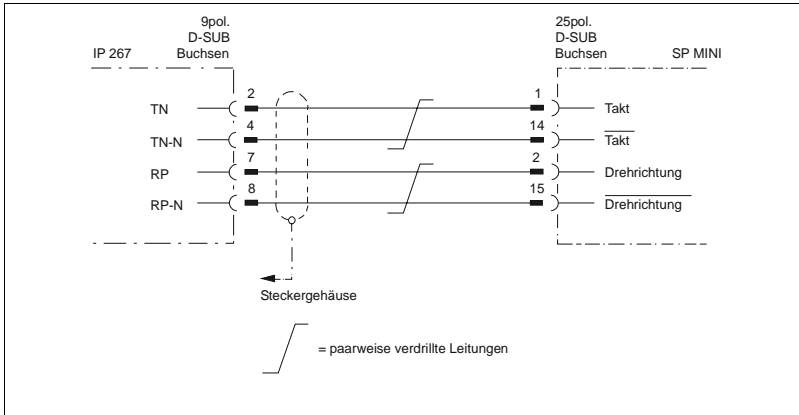 9pol.
D-SUB
Buchsen
IP 267
25pol.
D-SUB
Buchsen
SP MINI
TN 2 1 Takt
TN-N 4 14 Takt
RP 7 2 Drehrichtung
RP-N 8 15 Drehrichtung
Steckergehäuse
= paarweise verdrillte Leitungen